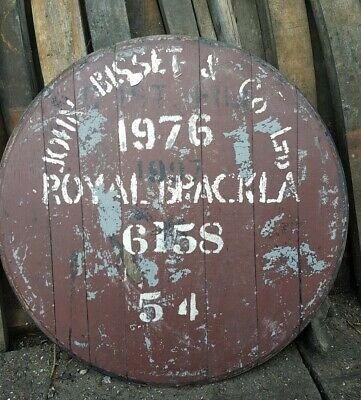 JOHN BISSET & Co LTD
1976
ROYAL BRACKLA
6158
54